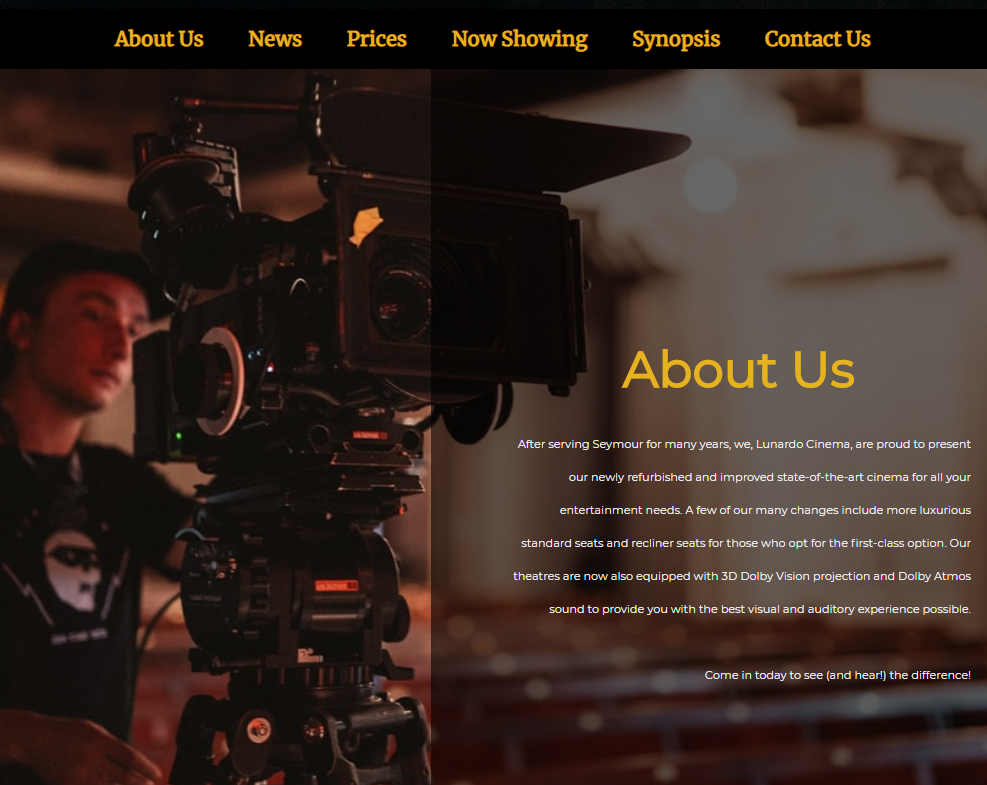 About Us News Prices Now Showing Synopsis Contact Us
About Us
After serving Seymour for many years, we, Lunardo Cinema, are proud to present
our newly refurbished and improved state-of-the-art cinema for all your
entertainment needs. A few of our many changes include more luxurious
standard seats and recliner seats for those who opt for the first-class option. Our
theatres are now also equipped with 3D Dolby Vision projection and Dolby Atmos
sound to provide you with the best visual and auditory experience possible.
Come in today to see (and hear!) the difference!